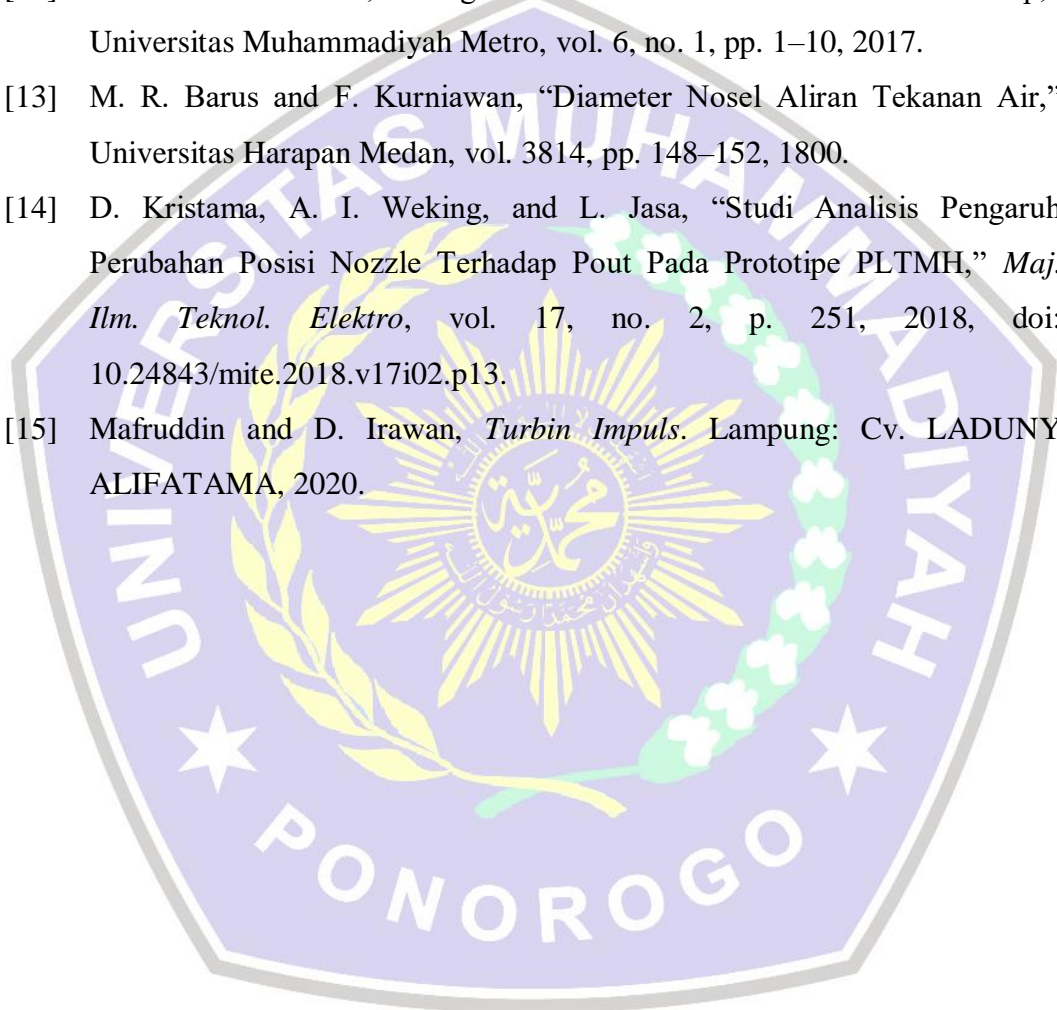 Universitas Muhammadiyah Metro, vol. 6, no. 1, pp. 1–10, 2017.
[13] M. R. Barus and F. Kurniawan, “Diameter Nosel Aliran Tekanan Air,”
Universitas Harapan Medan, vol. 3814, pp. 148–152, 1800.
[14] D. Kristama, A. I. Weking, and L. Jasa, “Studi Analisis Pengaruh
Perubahan Posisi Nozzle Terhadap Pout Pada Prototipe PLTMH,” Maj.
Ilm. Teknol. Elektro, vol. 17, no. 2, p. 251, 2018, doi:
10.24843/mite.2018.v17i02.p13.
[15] Mafruddin and D. Irawan, Turbin Impuls. Lampung: Cv. LADUNY
ALIFATAMA, 2020.
UNIVERSITAS MUHAMMADIYAH
PONOROGO